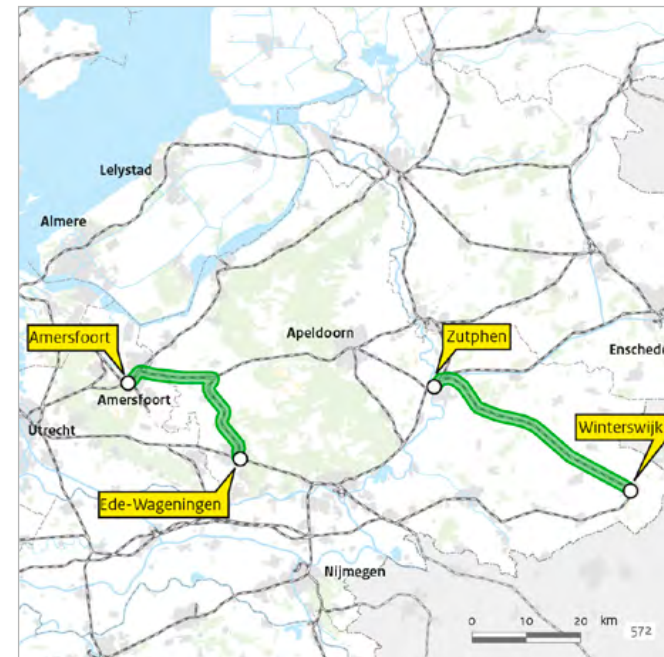 Lelystad
Almere
Amersfoort
Apeldoorn
Zutphen
Enschede
Amersfoort
Utrecht
Winterswijk
Ede-Wageningen
Nijmegen
0 10 20 km
572